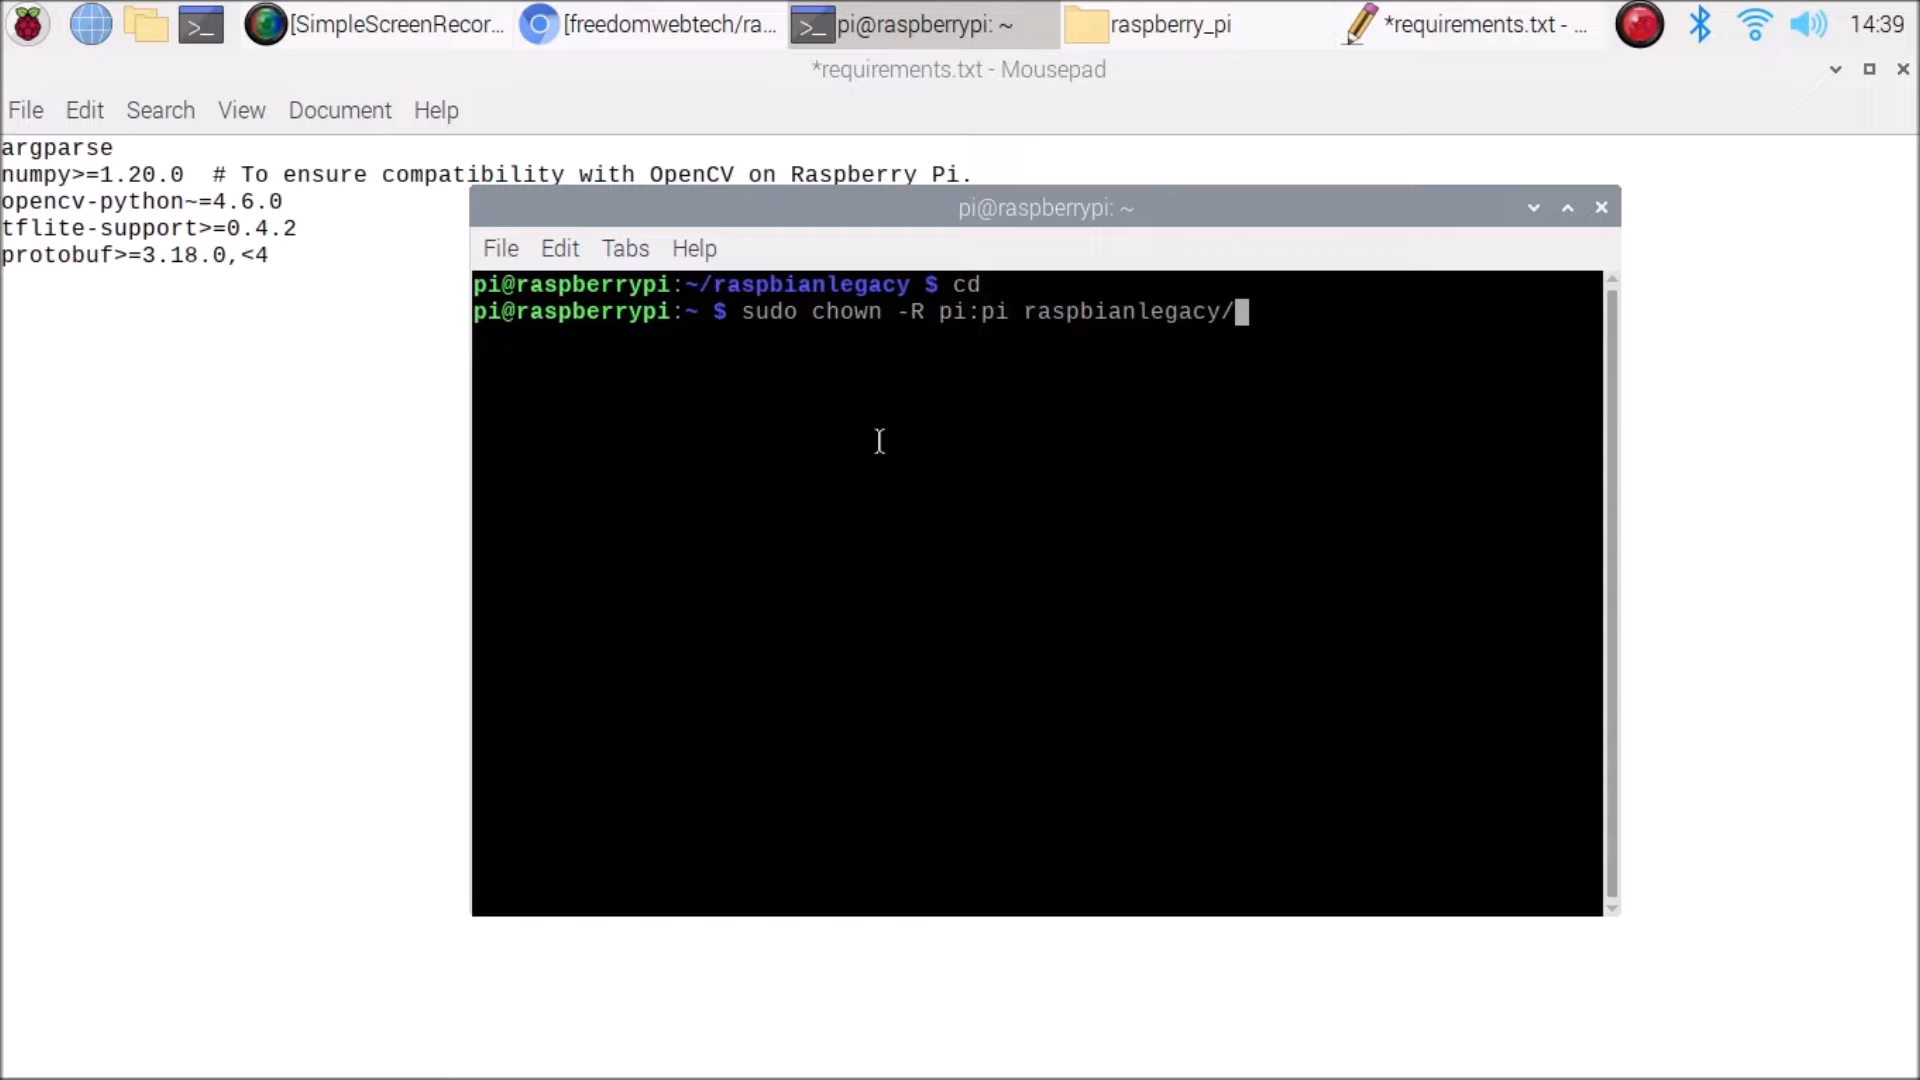 [SimpleScreenRecor... [freedomwebtech/ra... pi@raspberrypi: ~ raspberry_pi *requirements.txt - ... 14:39
*requirements.txt - Mousepad
File Edit Search View Document Help
argparse
numpy>=1.20.0  # To ensure compatibility with OpenCV on Raspberry Pi.
opencv-python~=4.6.0
tflite-support>=0.4.2
protobuf>=3.18.0,<4
pi@raspberrypi: ~
File Edit Tabs Help
pi@raspberrypi:~/raspbianlegacy $ cd
pi@raspberrypi:~ $ sudo chown -R pi:pi raspbianlegacy/